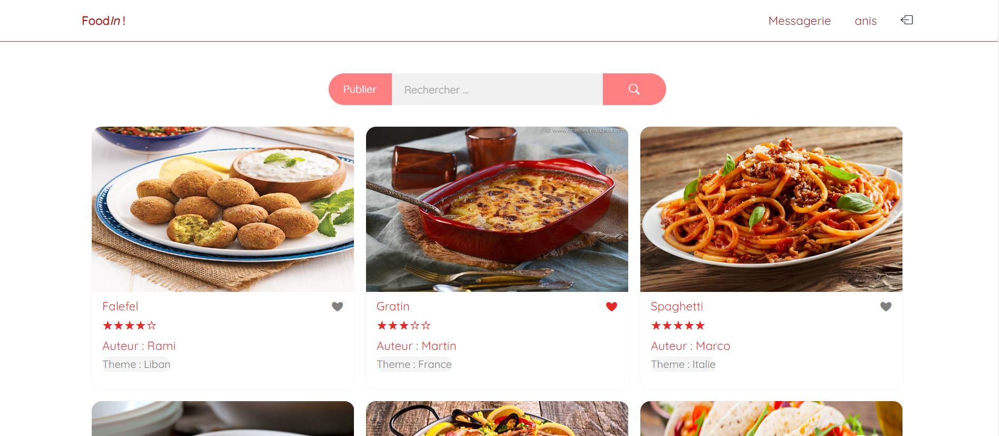 FoodIn !
Messagerie
anis
Publier
Rechercher ...
© www.meilleurduchef.com
Falefel
★★★★☆
Auteur : Rami
Theme : Liban
Gratin
★★★☆☆
Auteur : Martin
Theme : France
Spaghetti
★★★★★
Auteur : Marco
Theme : Italie